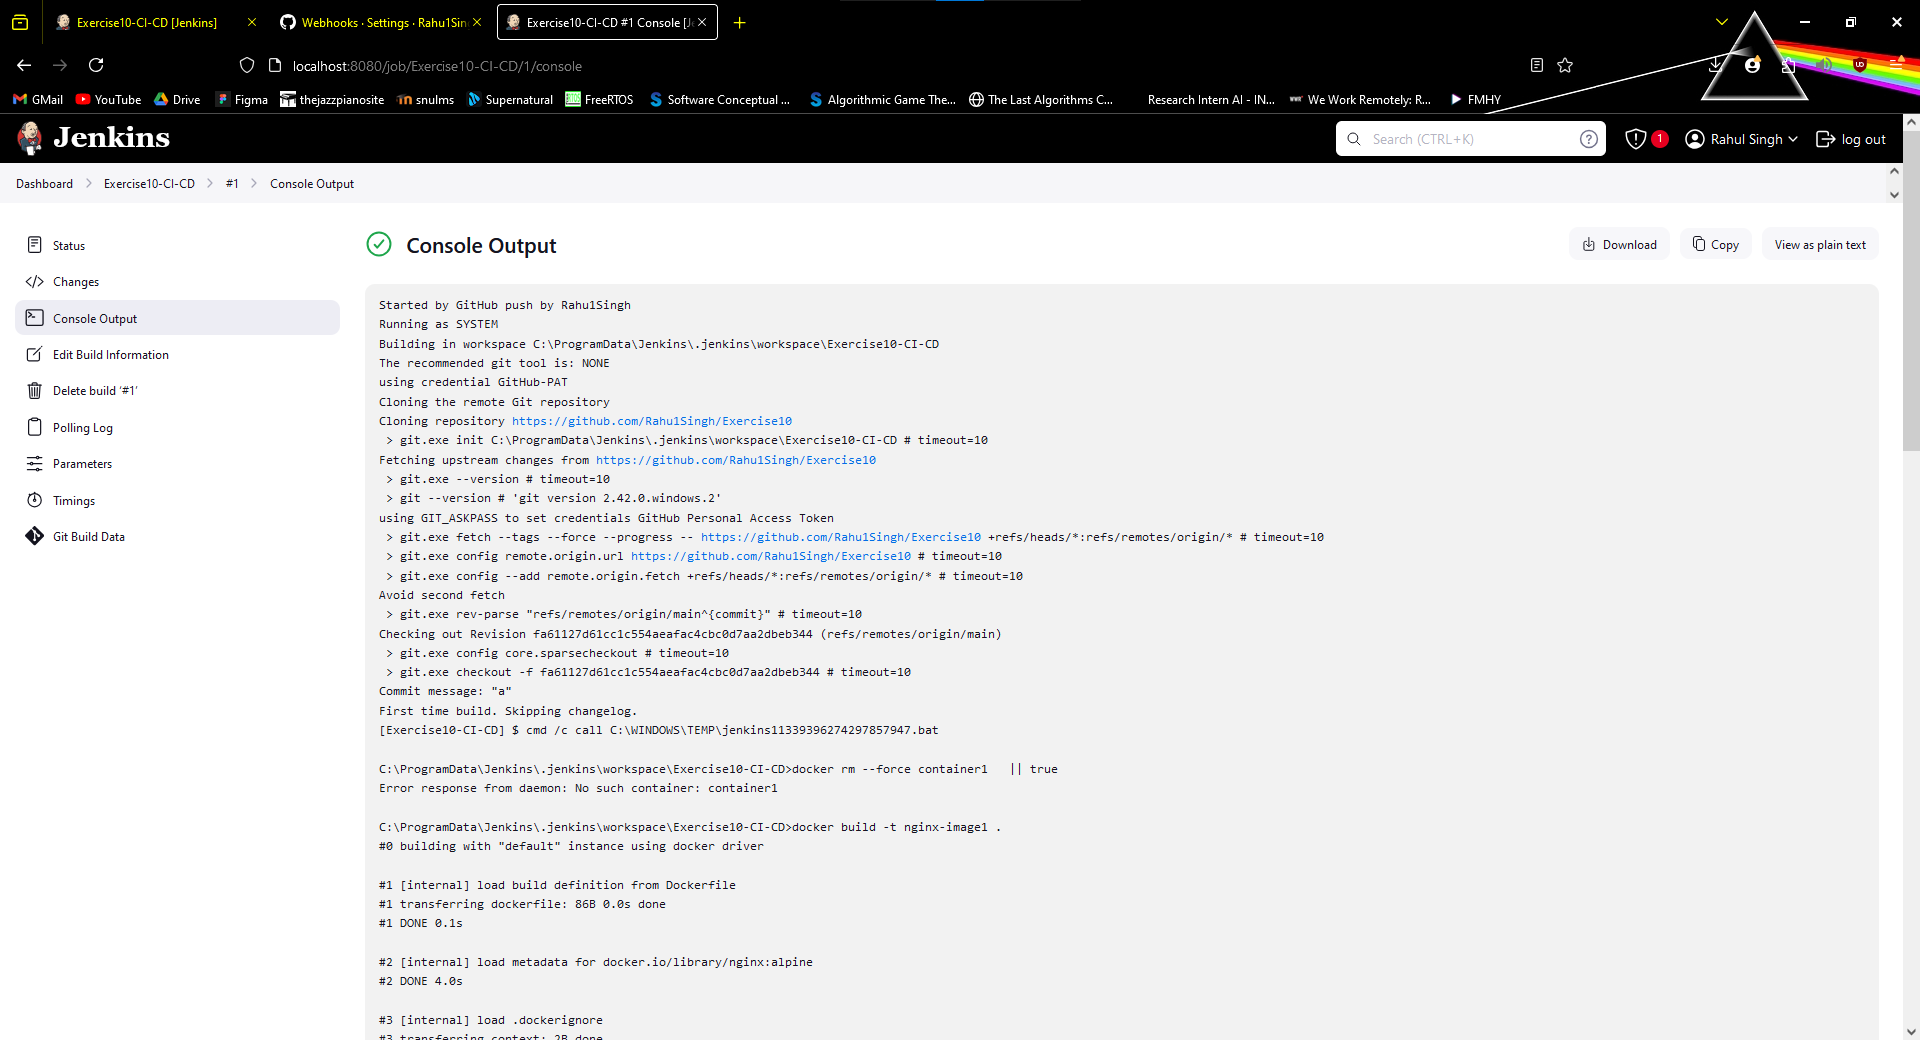 Exercise10-CI-CD [Jenkins]
Webhooks · Settings · Rahu1Sin
Exercise10-CI-CD #1 Console [Je
localhost:8080/job/Exercise10-CI-CD/1/console
GMail
YouTube
Drive
Figma
thejazzpianosite
snulms
Supernatural
FreeRTOS
Software Conceptual ...
Algorithmic Game The...
The Last Algorithms C...
Research Intern AI - IN...
We Work Remotely: R...
FMHY
Jenkins
Search (CTRL+K)
1
Rahul Singh
log out
Dashboard
Exercise10-CI-CD
#1
Console Output
Status
Changes
Console Output
Edit Build Information
Delete build ‘#1’
Polling Log
Parameters
Timings
Git Build Data
Console Output
Download
Copy
View as plain text
Started by GitHub push by Rahu1Singh
Running as SYSTEM
Building in workspace C:\ProgramData\Jenkins\.jenkins\workspace\Exercise10-CI-CD
The recommended git tool is: NONE
using credential GitHub-PAT
Cloning the remote Git repository
Cloning repository https://github.com/Rahu1Singh/Exercise10
> git.exe init C:\ProgramData\Jenkins\.jenkins\workspace\Exercise10-CI-CD # timeout=10
Fetching upstream changes from https://github.com/Rahu1Singh/Exercise10
> git.exe --version # timeout=10
> git --version # 'git version 2.42.0.windows.2'
using GIT_ASKPASS to set credentials GitHub Personal Access Token
> git.exe fetch --tags --force --progress -- https://github.com/Rahu1Singh/Exercise10 +refs/heads/*:refs/remotes/origin/* # timeout=10
> git.exe config remote.origin.url https://github.com/Rahu1Singh/Exercise10 # timeout=10
> git.exe config --add remote.origin.fetch +refs/heads/*:refs/remotes/origin/* # timeout=10
Avoid second fetch
> git.exe rev-parse "refs/remotes/origin/main^{commit}" # timeout=10
Checking out Revision fa61127d61cc1c554aeafac4cbc0d7aa2dbeb344 (refs/remotes/origin/main)
> git.exe config core.sparsecheckout # timeout=10
> git.exe checkout -f fa61127d61cc1c554aeafac4cbc0d7aa2dbeb344 # timeout=10
Commit message: "a"
First time build. Skipping changelog.
[Exercise10-CI-CD] $ cmd /c call C:\WINDOWS\TEMP\jenkins11339396274297857947.bat
C:\ProgramData\Jenkins\.jenkins\workspace\Exercise10-CI-CD>docker rm --force container1   || true
Error response from daemon: No such container: container1
C:\ProgramData\Jenkins\.jenkins\workspace\Exercise10-CI-CD>docker build -t nginx-image1 .
#0 building with "default" instance using docker driver
#1 [internal] load build definition from Dockerfile
#1 transferring dockerfile: 86B 0.0s done
#1 DONE 0.1s
#2 [internal] load metadata for docker.io/library/nginx:alpine
#2 DONE 4.0s
#3 [internal] load .dockerignore
#3 transferring context: 2B done